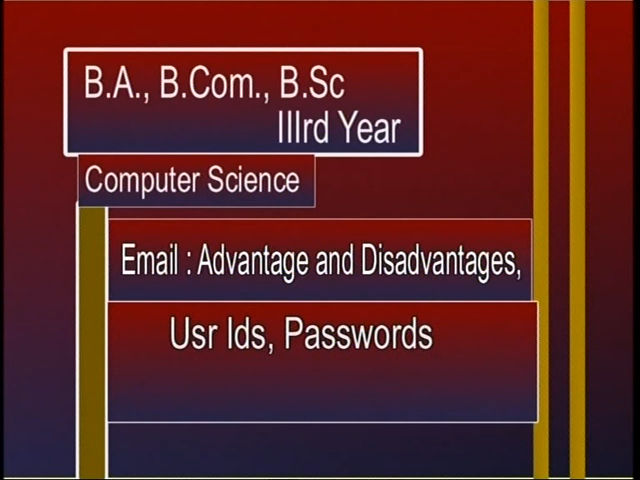 B.A., B.Com., B.Sc
IIIrd Year
Computer Science
Email : Advantage and Disadvantages,
Usr Ids, Passwords